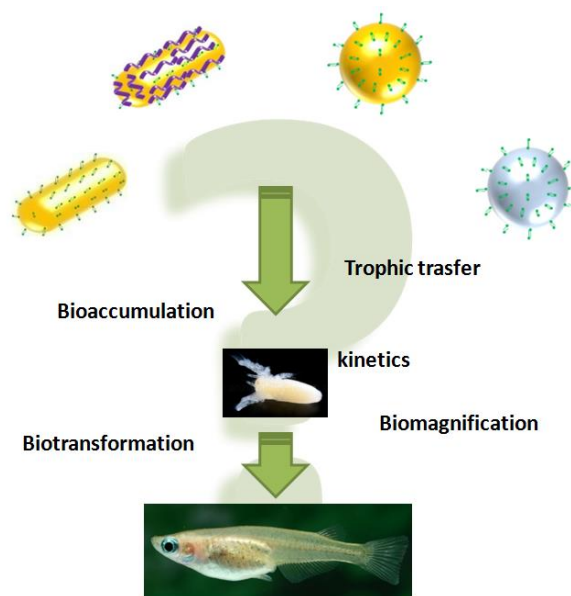 Trophic trasfer
Bioaccumulation
kinetics
Biomagnification
Biotransformation